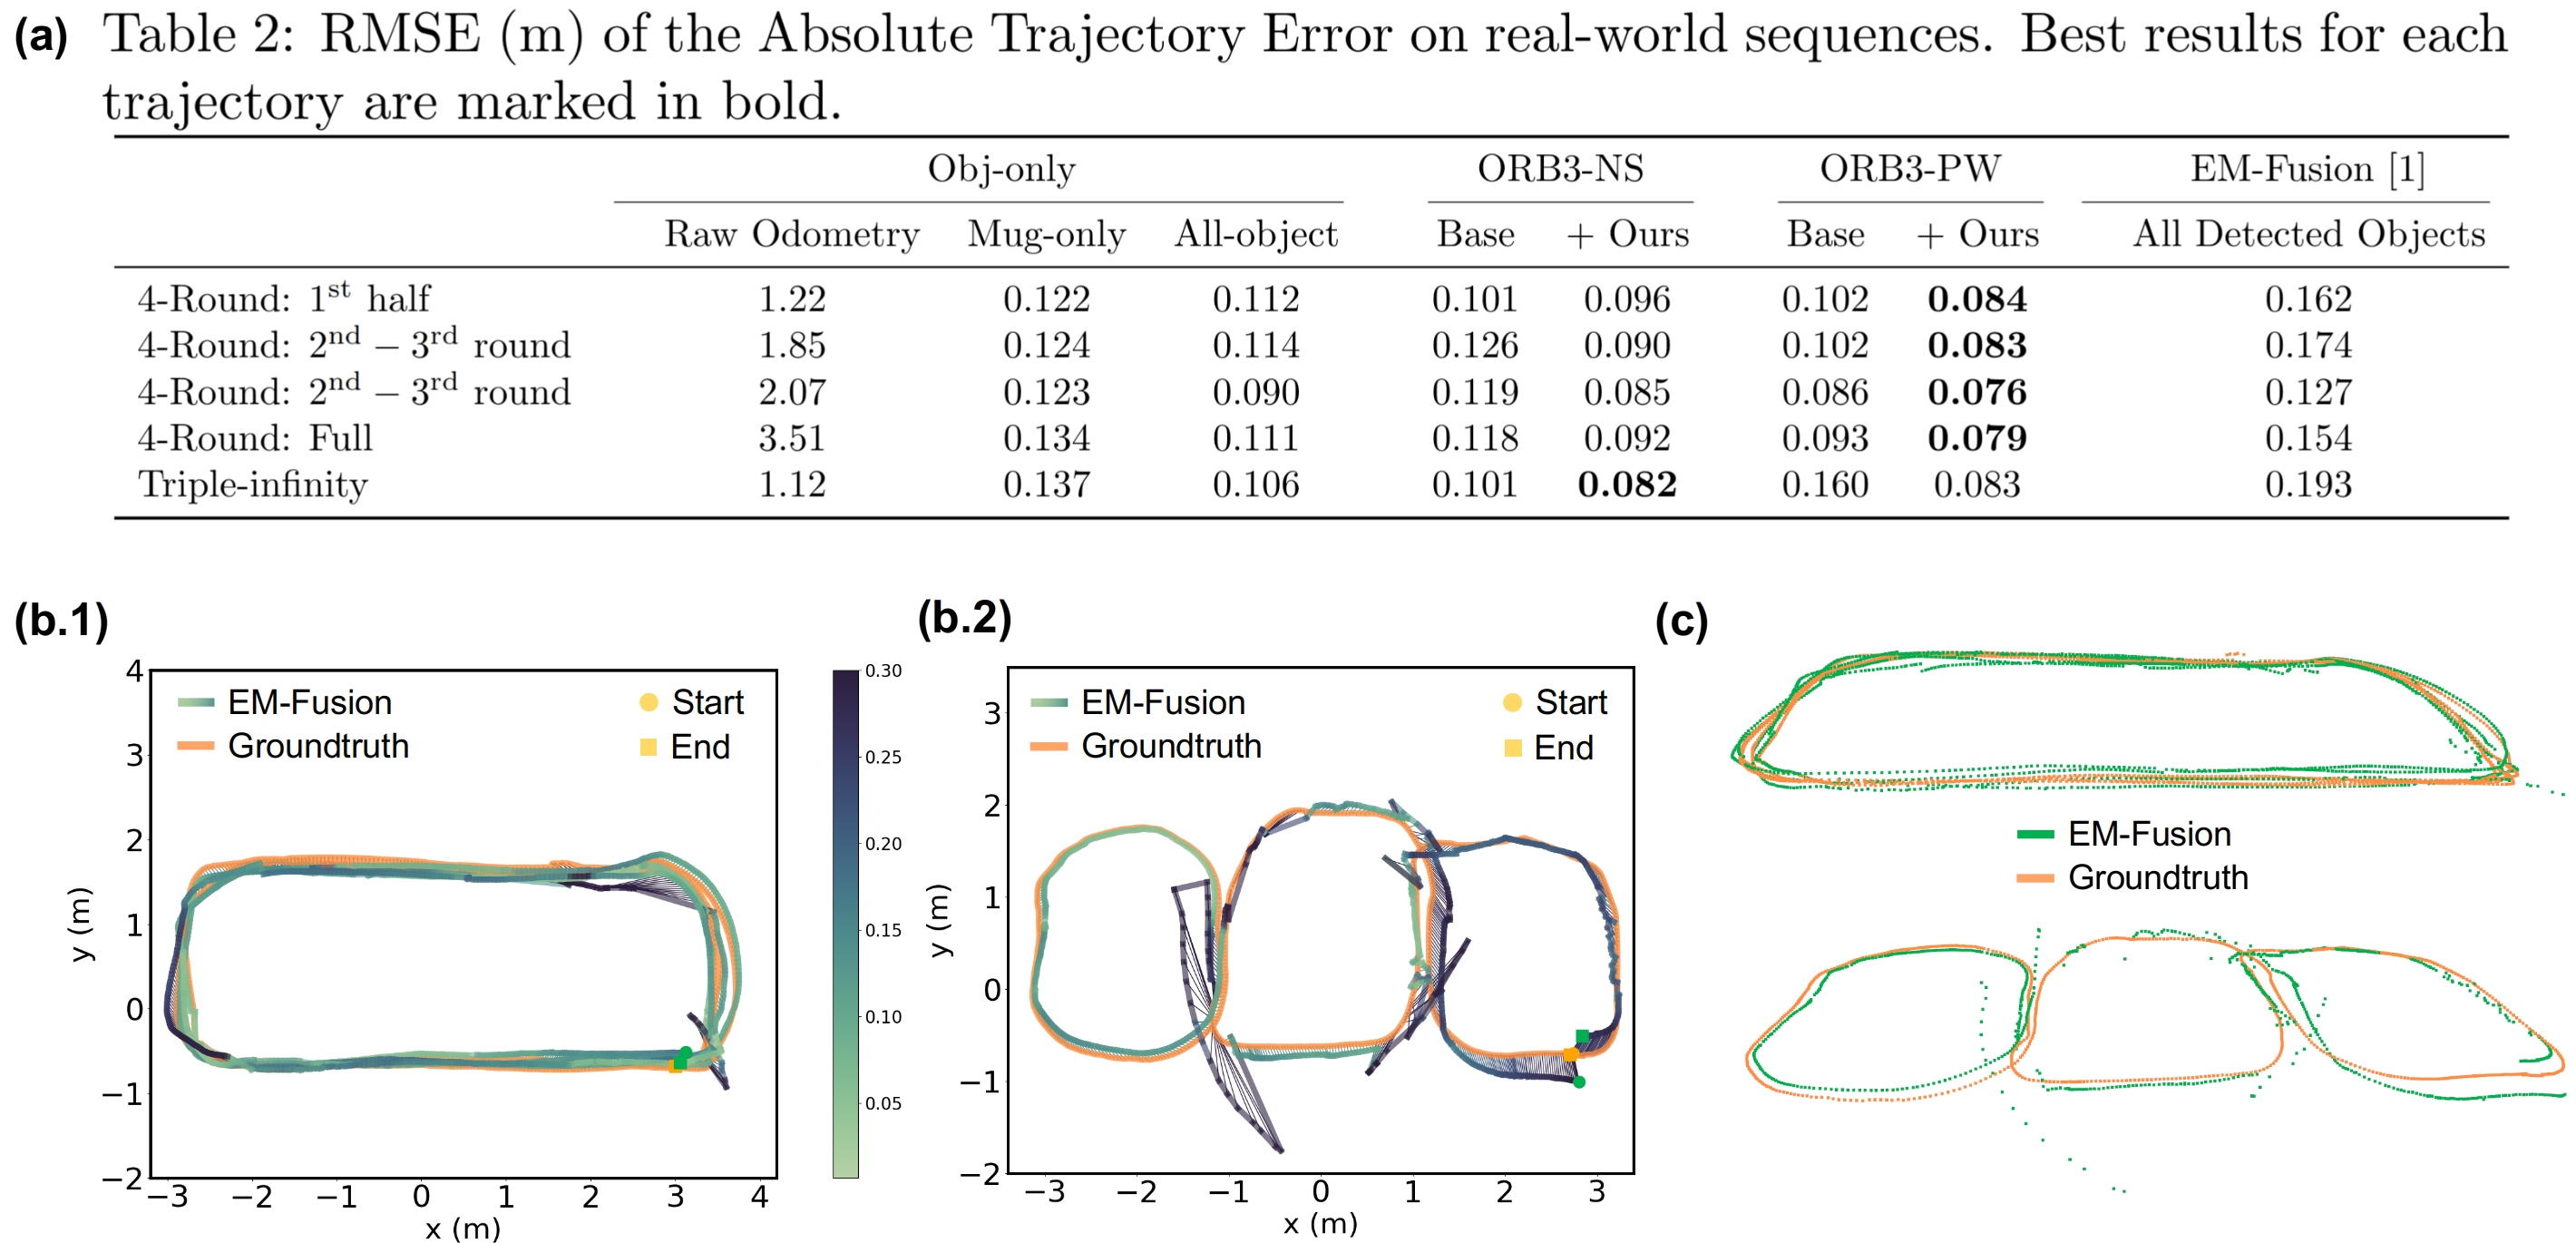 (a) Table 2: RMSE (m) of the Absolute Trajectory Error on real-world sequences. Best results for each
trajectory are marked in bold.
Obj-only ORB3-NS ORB3-PW EM-Fusion [1]
Raw Odometry Mug-only All-object Base + Ours Base + Ours All Detected Objects
4-Round: 1st half 1.22 0.122 0.112 0.101 0.096 0.102 0.084 0.162
4-Round: 2nd – 3rd round 1.85 0.124 0.114 0.126 0.090 0.102 0.083 0.174
4-Round: 2nd – 3rd round 2.07 0.123 0.090 0.119 0.085 0.086 0.076 0.127
4-Round: Full 3.51 0.134 0.111 0.118 0.092 0.093 0.079 0.154
Triple-infinity 1.12 0.137 0.106 0.101 0.082 0.160 0.083 0.193
(b.1)
EM-Fusion
Groundtruth
Start
End
4
3
2
1
0
−1
−2
y (m)
−3 −2 −1 0 1 2 3 4
x (m)
0.30
0.25
0.20
0.15
0.10
0.05
(b.2)
EM-Fusion
Groundtruth
Start
End
3
2
1
0
−1
−2
y (m)
−3 −2 −1 0 1 2 3
x (m)
(c)
EM-Fusion
Groundtruth